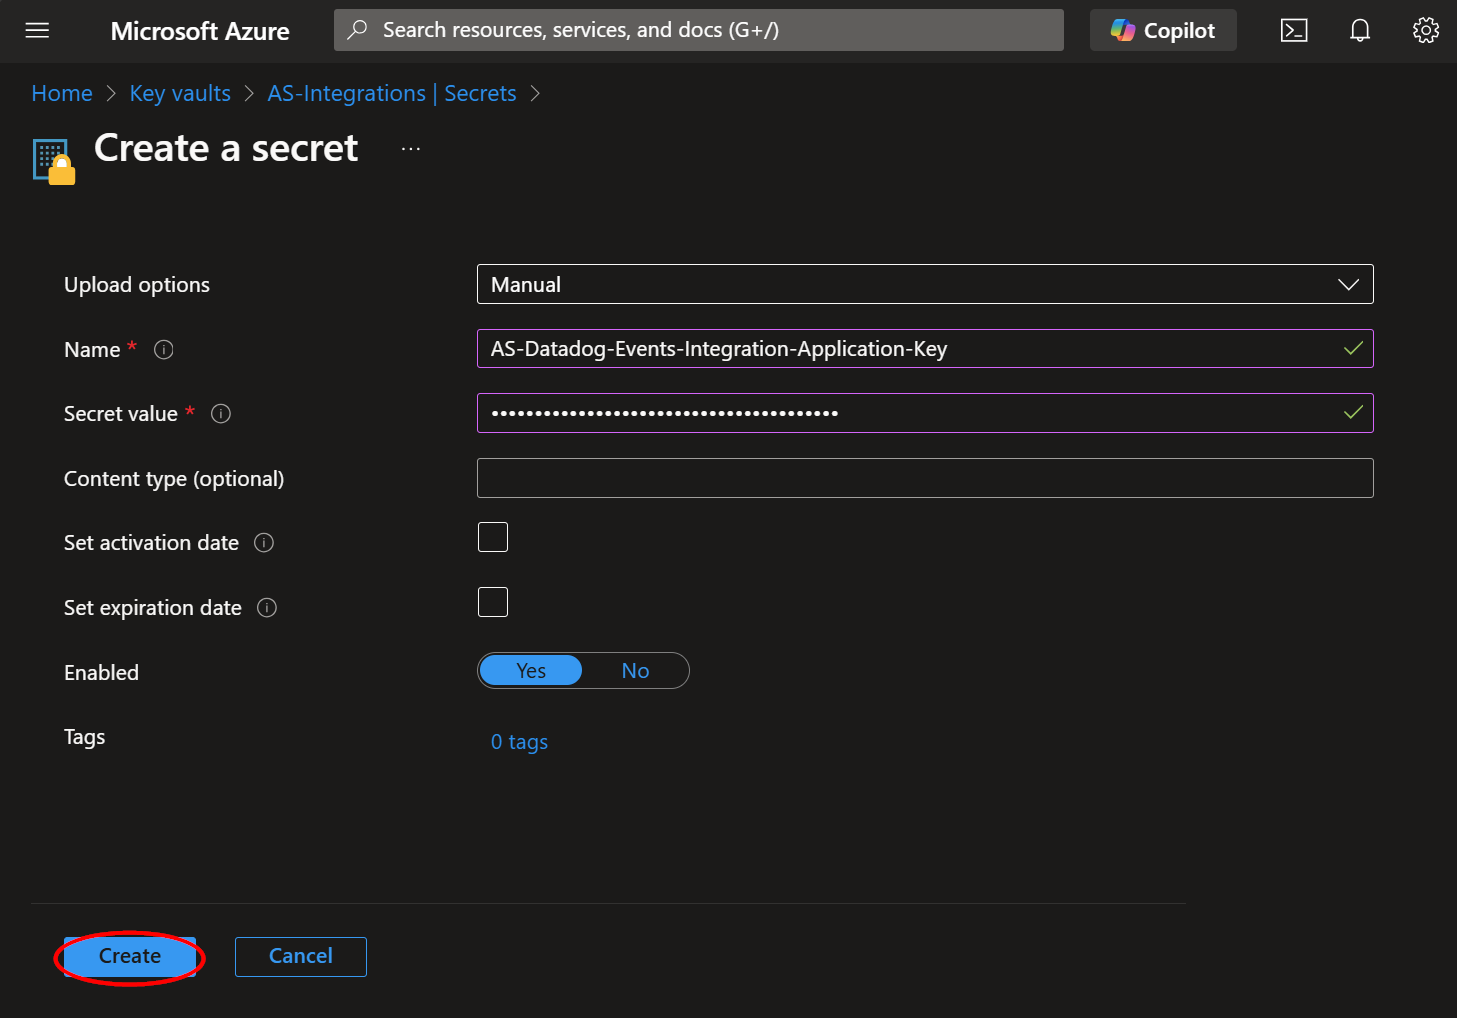 Microsoft Azure
Search resources, services, and docs (G+/)
Copilot
Home > Key vaults > AS-Integrations | Secrets >
Create a secret ...
Upload options
Manual
Name *
AS-Datadog-Events-Integration-Application-Key
Secret value *
••••••••••••••••••••••••••••••••••••••••
Content type (optional)
Set activation date
Set expiration date
Enabled
Yes No
Tags
0 tags
Create Cancel